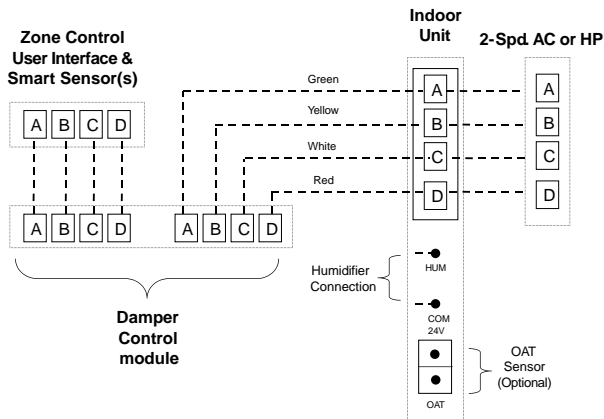 Zone Control
User Interface &
Smart Sensor(s)
A B C D
A B C D
A B C D
Damper
Control
module
Green
Yellow
White
Red
Indoor
Unit
A
B
C
D
Humidifier
Connection
HUM
COM
24V
OAT
OAT
Sensor
(Optional)
2-Spd. AC or HP
A
B
C
D